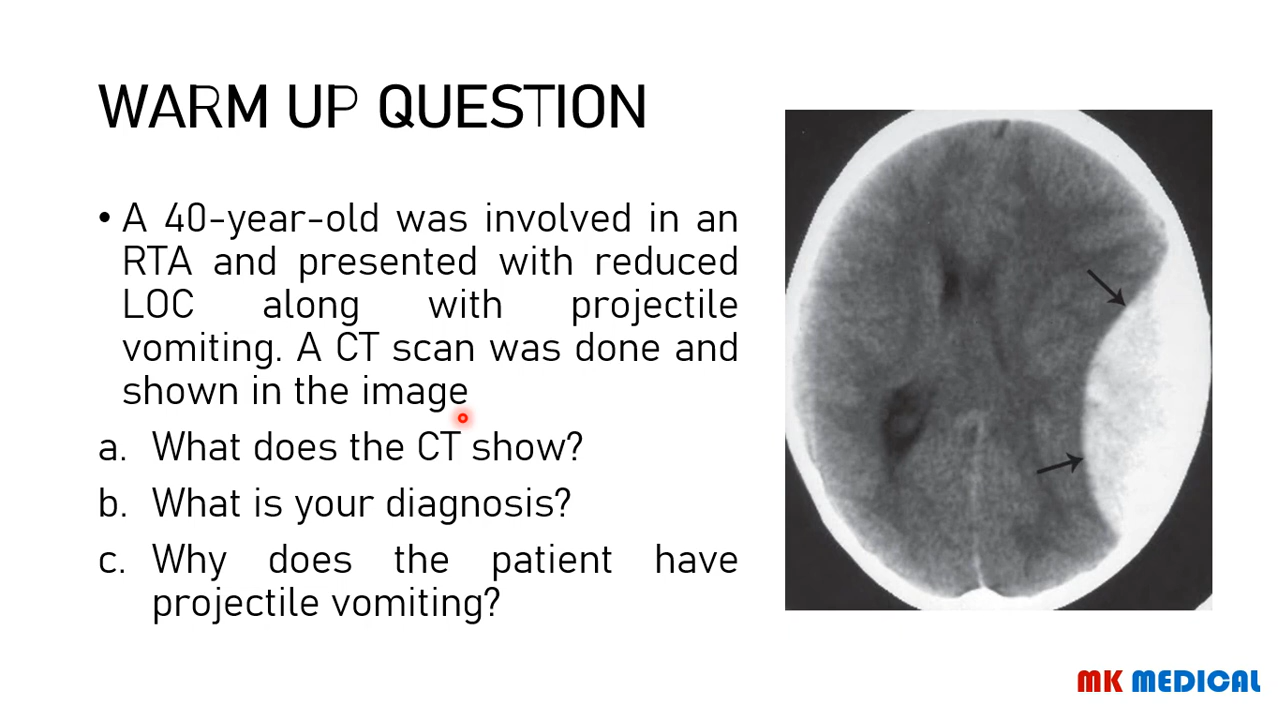 WARM UP QUESTION
• A 40-year-old was involved in an
RTA and presented with reduced
LOC along with projectile
vomiting. A CT scan was done and
shown in the image
a. What does the CT show?
b. What is your diagnosis?
c. Why does the patient have
projectile vomiting?
MK MEDICAL